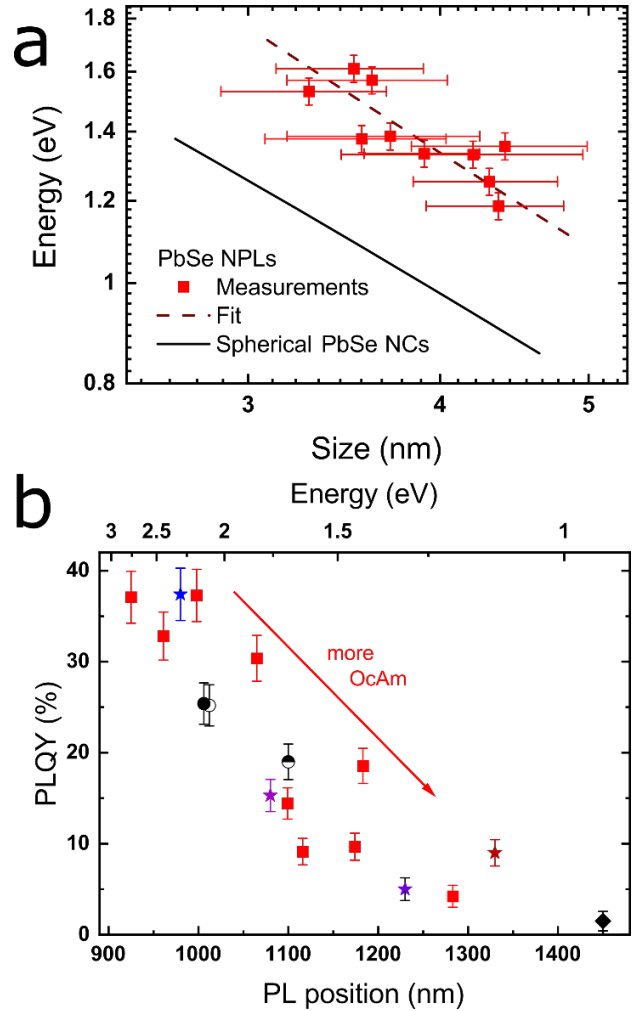 a
1.8
1.6
1.4
1.2
1
0.8
Energy (eV)
PbSe NPLs
Measurements
Fit
Spherical PbSe NCs
3
4
5
Size (nm)
b
Energy (eV)
3
2.5
2
1.5
1
40
30
20
10
0
PLQY (%)
more
OcAm
900
1000
1100
1200
1300
1400
PL position (nm)